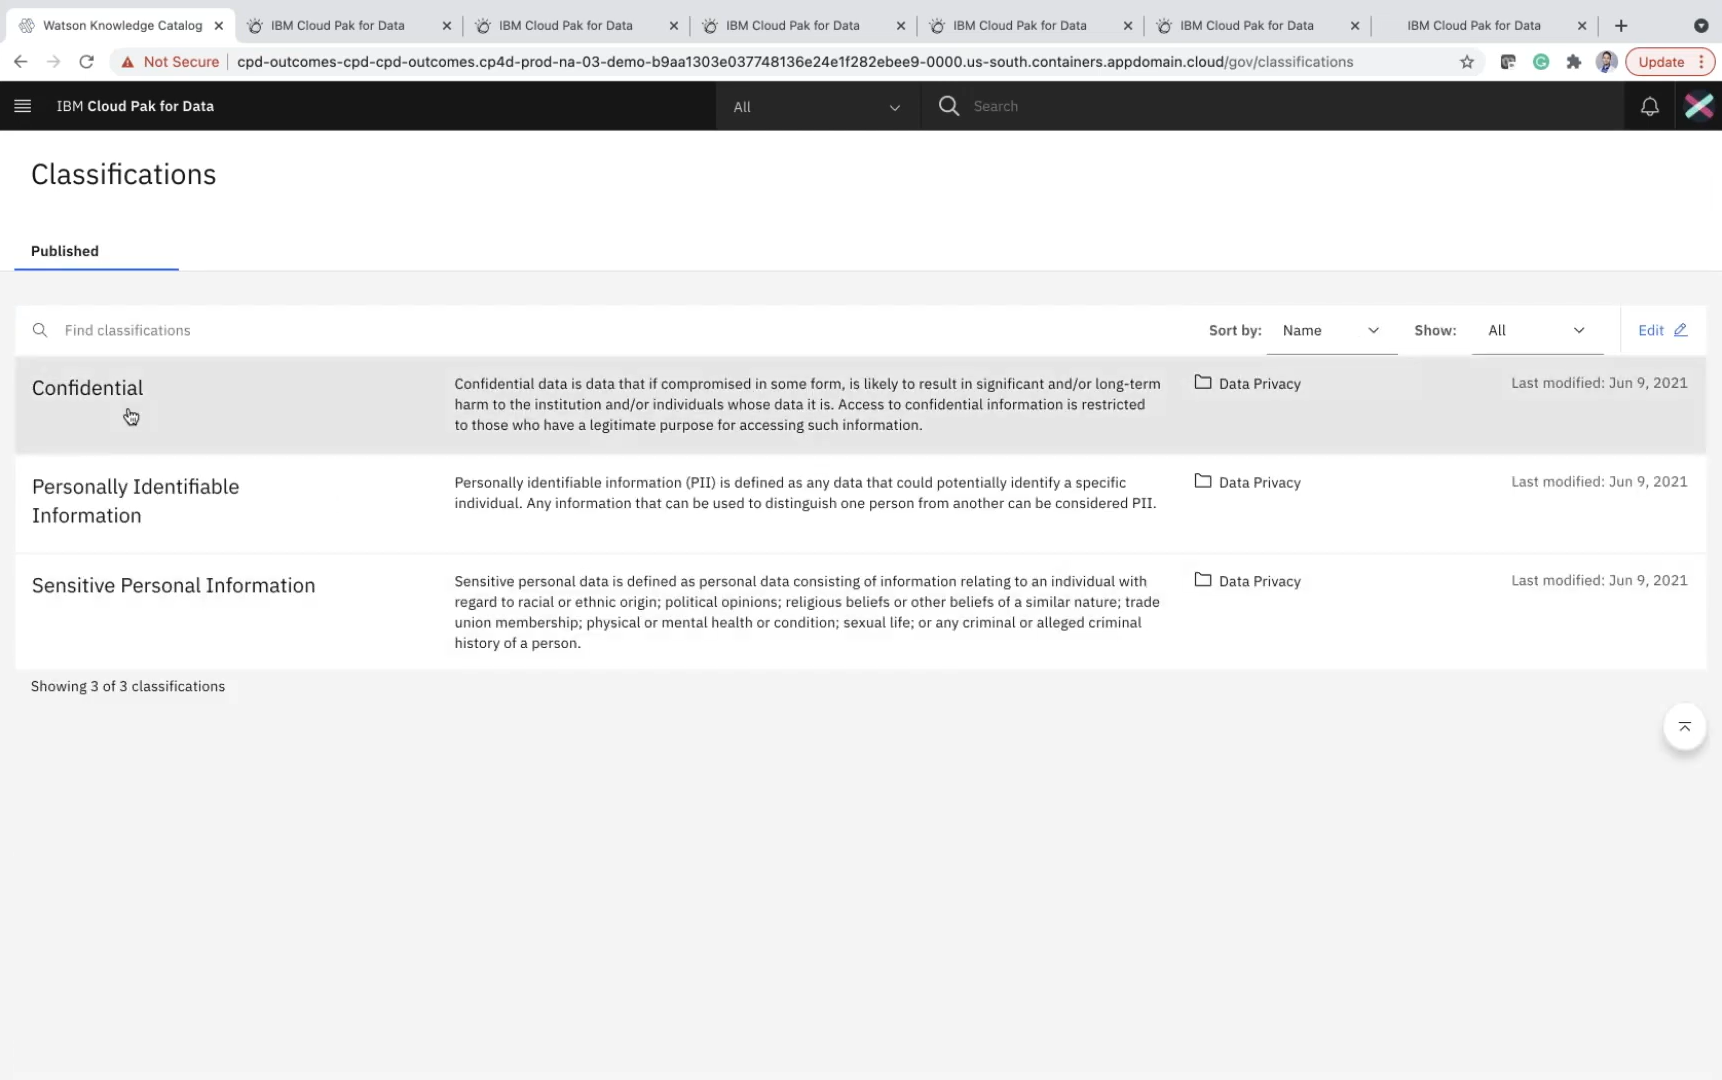 Watson Knowledge Catalog
IBM Cloud Pak for Data
IBM Cloud Pak for Data
IBM Cloud Pak for Data
IBM Cloud Pak for Data
IBM Cloud Pak for Data
IBM Cloud Pak for Data
Not Secure
cpd-outcomes-cpd-cpd-outcomes.cp4d-prod-na-03-demo-b9aa1303e037748136e24e1f282ebee9-0000.us-south.containers.appdomain.cloud/gov/classifications
Update
IBM Cloud Pak for Data
All
Search
Classifications
Published
Find classifications
Sort by: Name
Show: All
Edit
Confidential
Confidential data is data that if compromised in some form, is likely to result in significant and/or long-term
harm to the institution and/or individuals whose data it is. Access to confidential information is restricted
to those who have a legitimate purpose for accessing such information.
Data Privacy
Last modified: Jun 9, 2021
Personally Identifiable
Information
Personally identifiable information (PII) is defined as any data that could potentially identify a specific
individual. Any information that can be used to distinguish one person from another can be considered PII.
Data Privacy
Last modified: Jun 9, 2021
Sensitive Personal Information
Sensitive personal data is defined as personal data consisting of information relating to an individual with
regard to racial or ethnic origin; political opinions; religious beliefs or other beliefs of a similar nature; trade
union membership; physical or mental health or condition; sexual life; or any criminal or alleged criminal
history of a person.
Data Privacy
Last modified: Jun 9, 2021
Showing 3 of 3 classifications